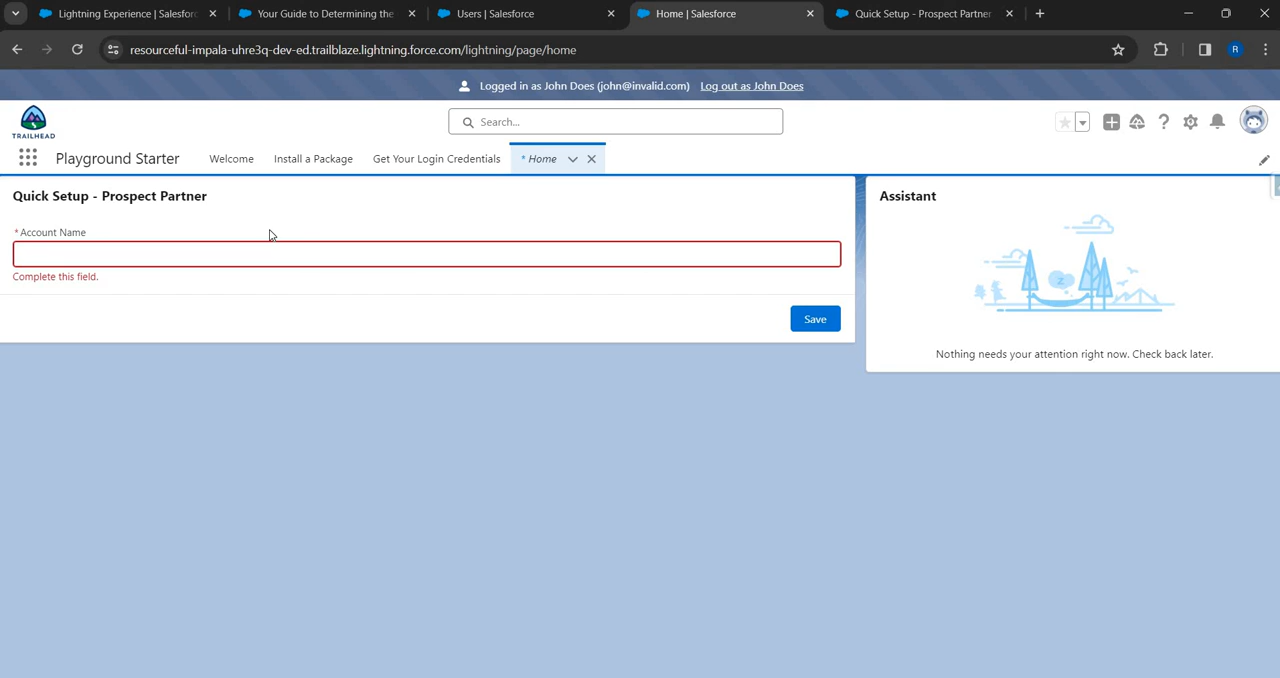 Lightning Experience | Salesforc
Your Guide to Determining the
Users | Salesforce
Home | Salesforce
Quick Setup - Prospect Partner
resourceful-impala-uhre3q-dev-ed.trailblaze.lightning.force.com/lightning/page/home
R
Logged in as John Does (john@invalid.com) Log out as John Does
TRAILHEAD
Search...
Playground Starter
Welcome
Install a Package
Get Your Login Credentials
* Home
Quick Setup - Prospect Partner
* Account Name
Complete this field.
Save
Assistant
z
Nothing needs your attention right now. Check back later.